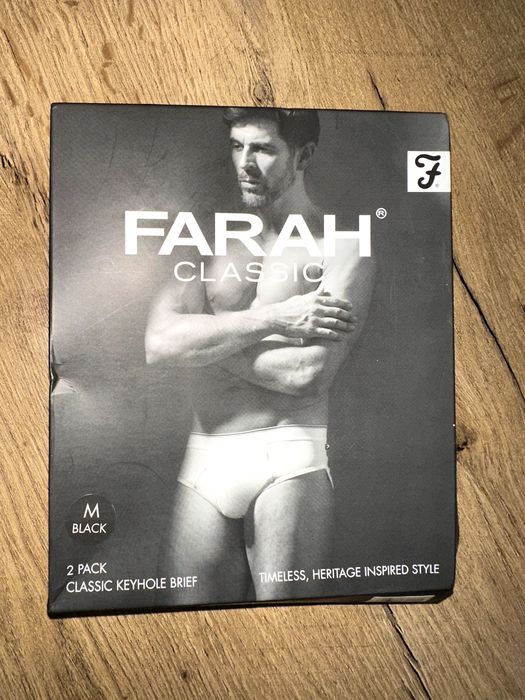 F
FARAH®
CLASSIC
M
BLACK
2 PACK
CLASSIC KEYHOLE BRIEF
TIMELESS, HERITAGE INSPIRED STYLE